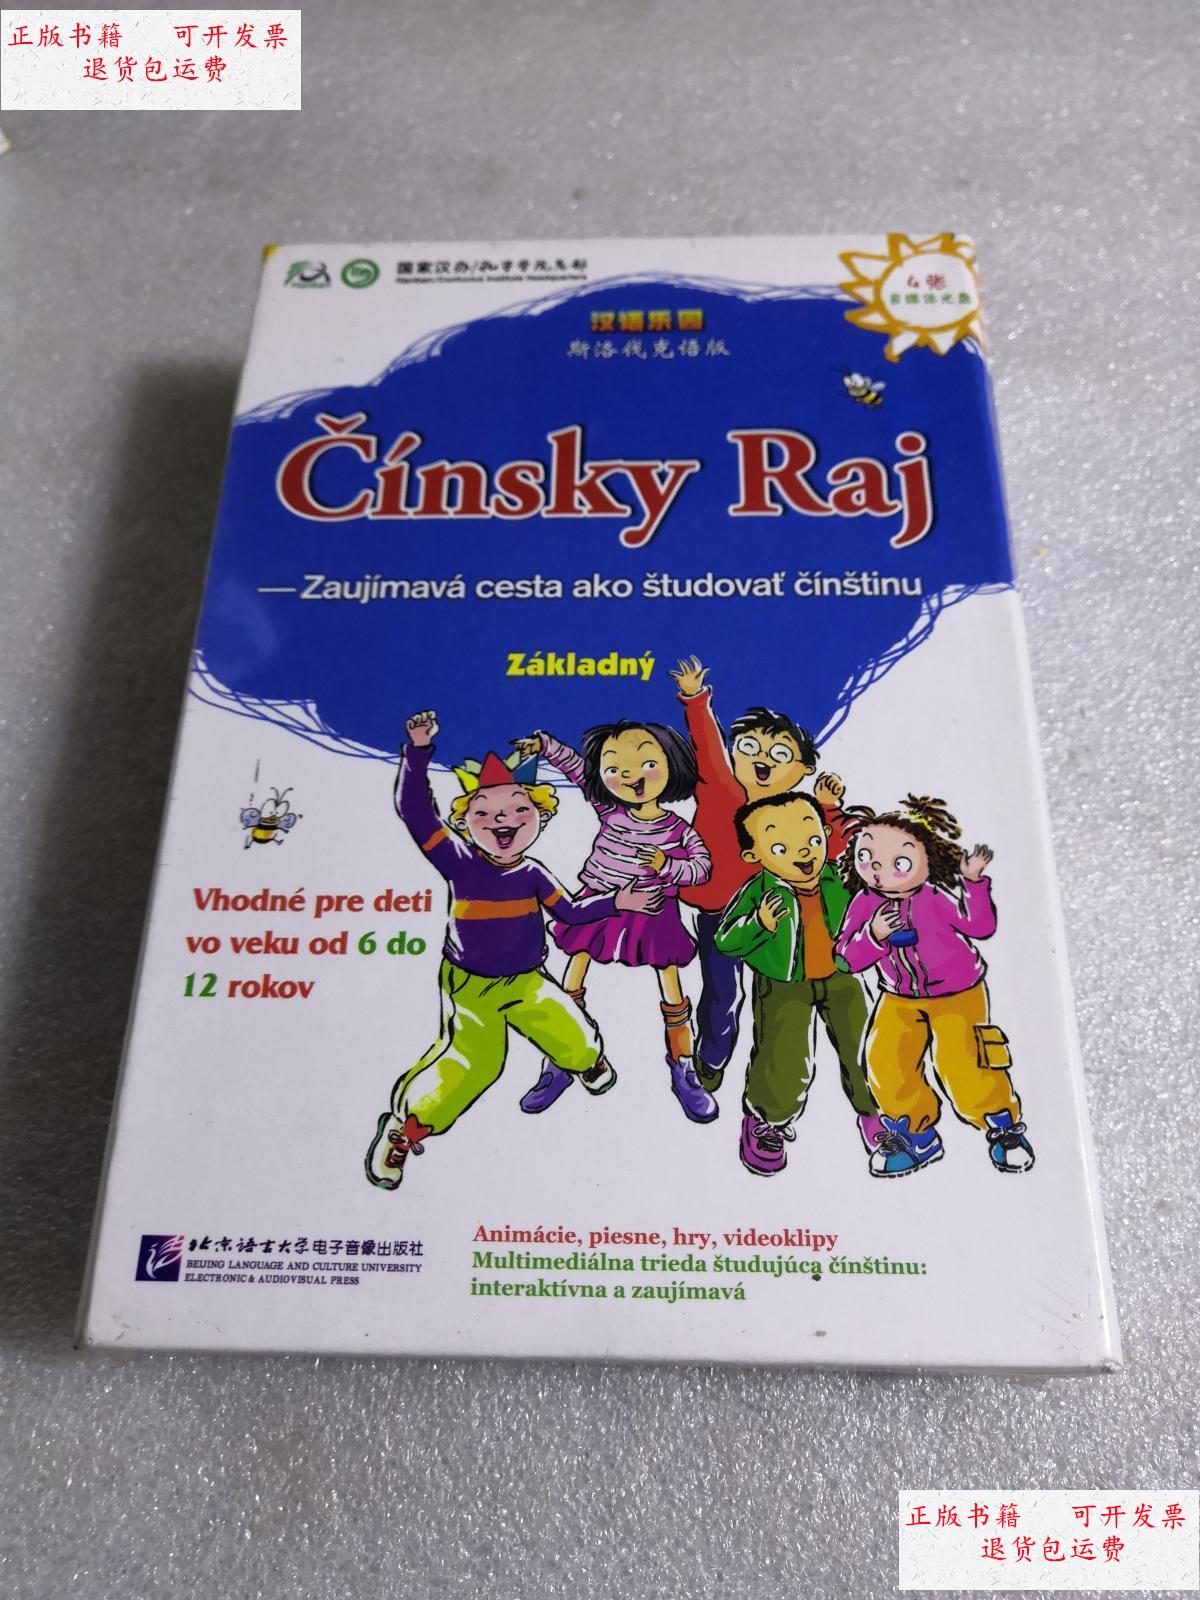 正版书籍 可开发票
退货包运费
Hanban
国家汉办/孔子学院总部
Hanban/Confucius Institute Headquarters
4张
多媒体光盘
汉语乐园
斯洛伐克语版
Čínsky Raj
—Zaujímavá cesta ako študovať čínštinu
Základný
Vhodné pre deti
vo veku od 6 do
12 rokov
北京语言大学电子音像出版社
BEIJING LANGUAGE AND CULTURE UNIVERSITY
ELECTRONIC & AUDIOVISUAL PRESS
Animácie, piesne, hry, videoklipy
Multimediálna trieda študujúca čínštinu:
interaktívna a zaujímavá
正版书籍 可开发票
退货包运费